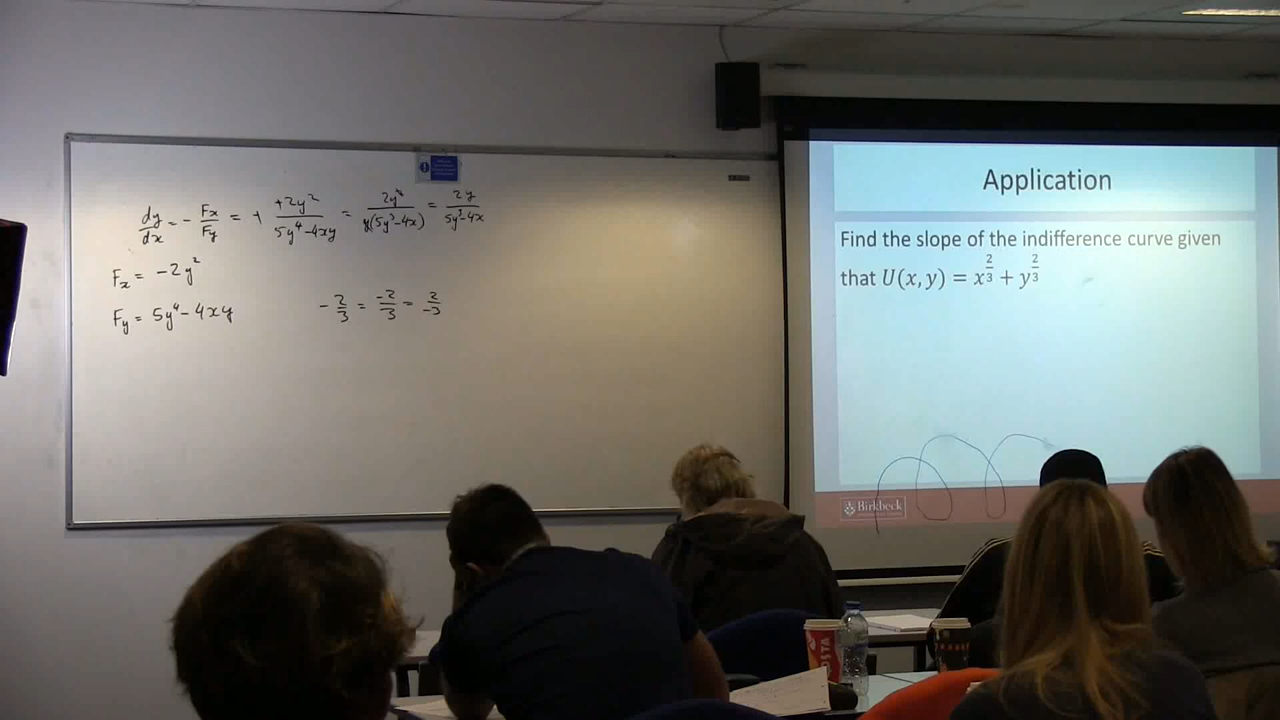 dy/dx = - Fx/Fy = + +2y²/5y⁴-4xy = 2y²/y(5y³-4x) = 2y/5y³-4x
Fx = -2y²
Fy = 5y⁴-4xy
- 2/3 = -2/3 = 2/-3
Application
Find the slope of the indifference curve given
that U(x, y) = x^(2/3) + y^(2/3)
Birkbeck
COSTA